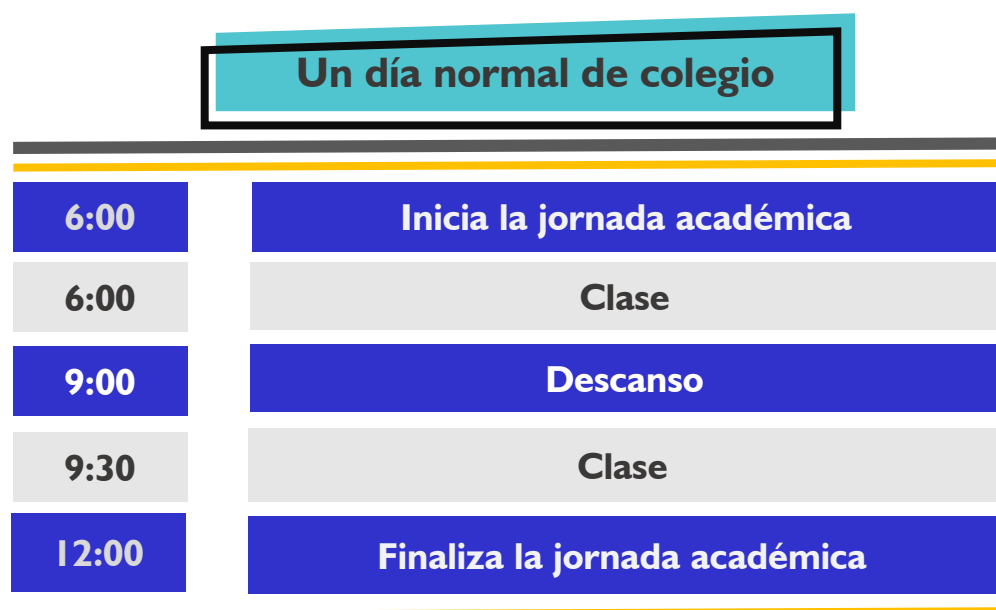 Un día normal de colegio
6:00 Inicia la jornada académica
6:00 Clase
9:00 Descanso
9:30 Clase
12:00 Finaliza la jornada académica